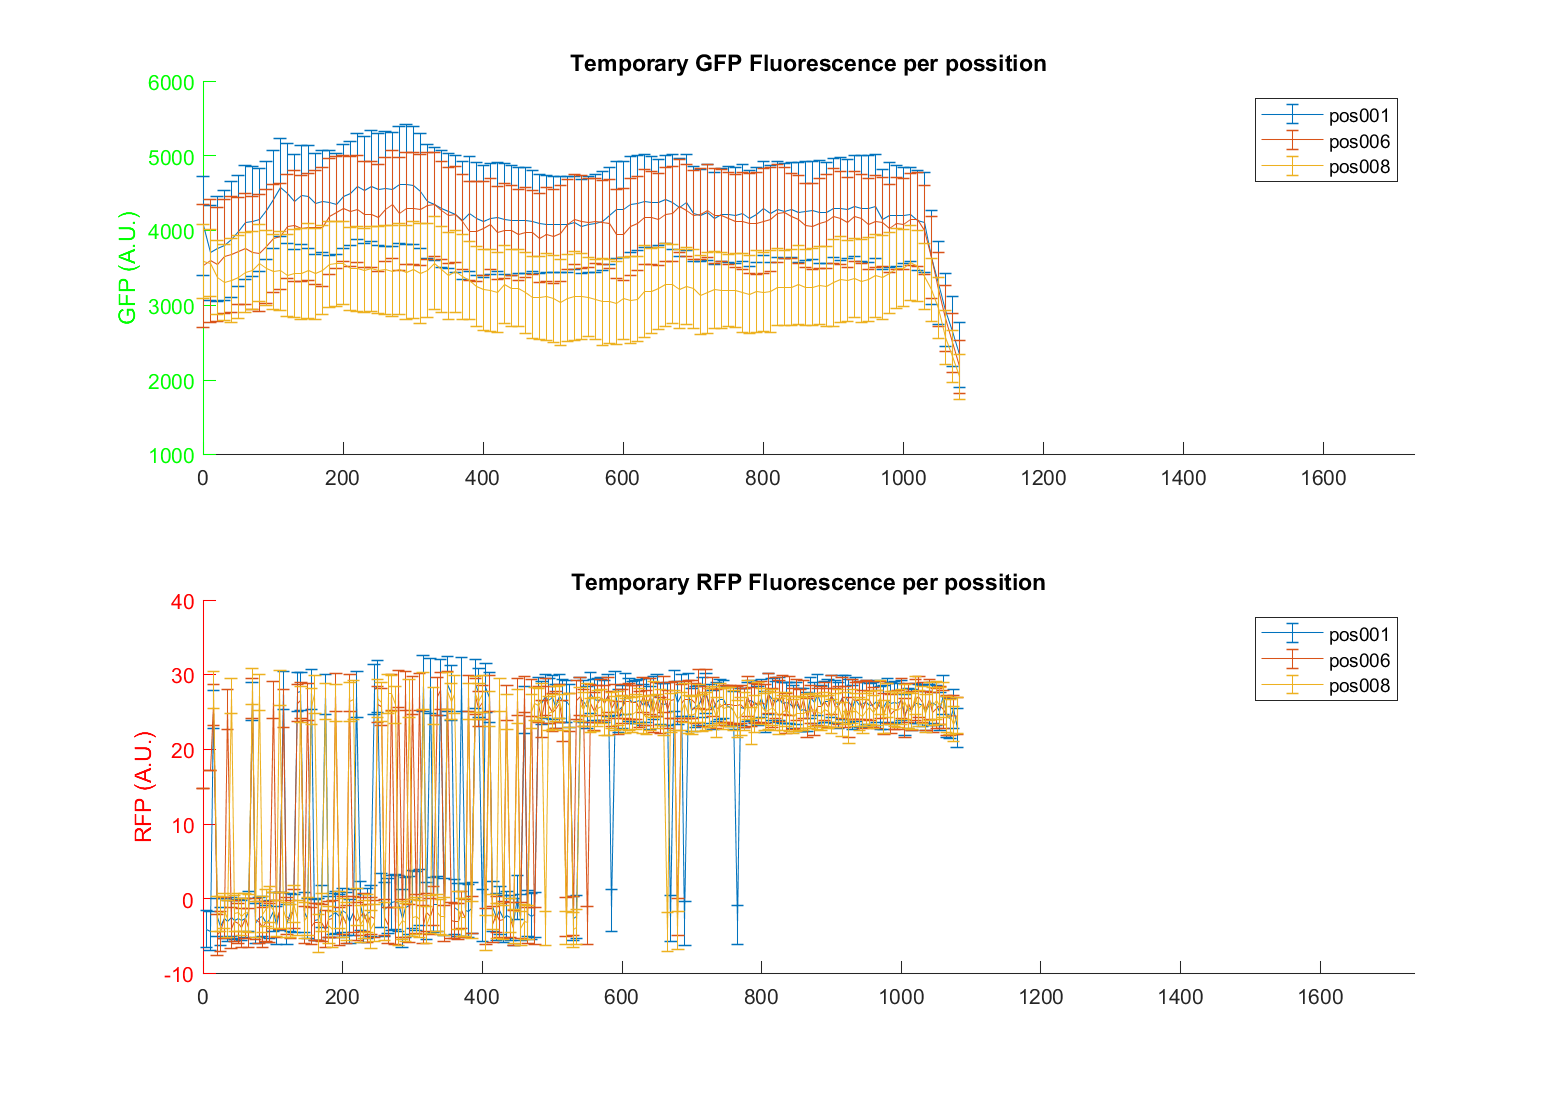 Temporary GFP Fluorescence per possition
6000
5000
4000
3000
2000
1000
GFP (A.U.)
0 200 400 600 800 1000 1200 1400 1600
pos001
pos006
pos008
Temporary RFP Fluorescence per possition
40
30
20
10
0
-10
RFP (A.U.)
0 200 400 600 800 1000 1200 1400 1600
pos001
pos006
pos008